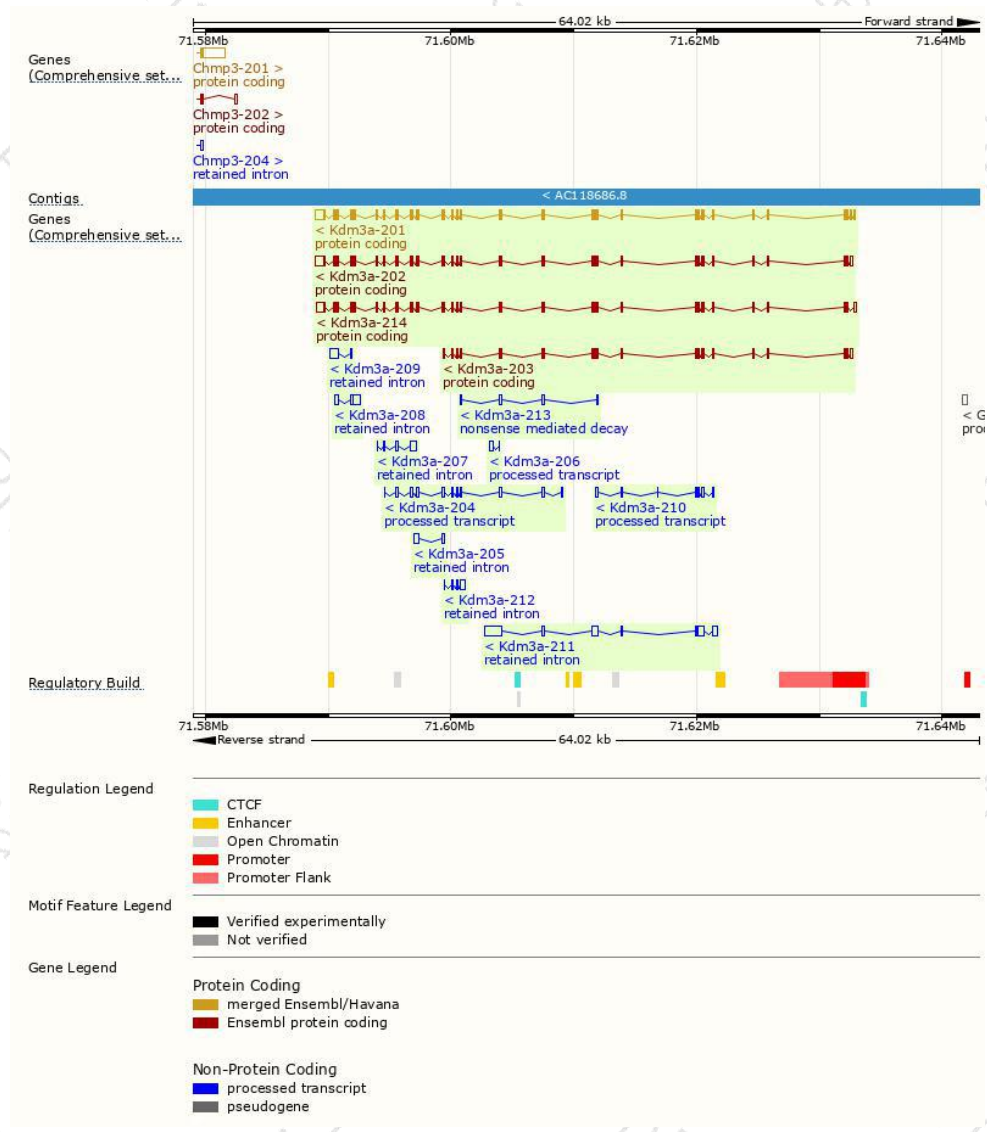 64.02 kb Forward strand
71.58Mb 71.60Mb 71.62Mb 71.64Mb
Genes
(Comprehensive set...
Chmp3-201 >
protein coding
Chmp3-202 >
protein coding
Chmp3-204 >
retained intron
Contigs
< AC118686.8
Genes
(Comprehensive set...
< Kdm3a-201
protein coding
< Kdm3a-202
protein coding
< Kdm3a-214
protein coding
< Kdm3a-209 < Kdm3a-203
retained intron protein coding
< Kdm3a-208 < Kdm3a-213 < G
retained intron nonsense mediated decay pro
< Kdm3a-207 < Kdm3a-206
retained intron processed transcript
< Kdm3a-204 < Kdm3a-210
processed transcript processed transcript
< Kdm3a-205
retained intron
< Kdm3a-212
retained intron
< Kdm3a-211
retained intron
Regulatory Build
71.58Mb 71.60Mb 71.62Mb 71.64Mb
Reverse strand 64.02 kb
Regulation Legend
CTCF
Enhancer
Open Chromatin
Promoter
Promoter Flank
Motif Feature Legend
Verified experimentally
Not verified
Gene Legend
Protein Coding
merged Ensembl/Havana
Ensembl protein coding
Non-Protein Coding
processed transcript
pseudogene